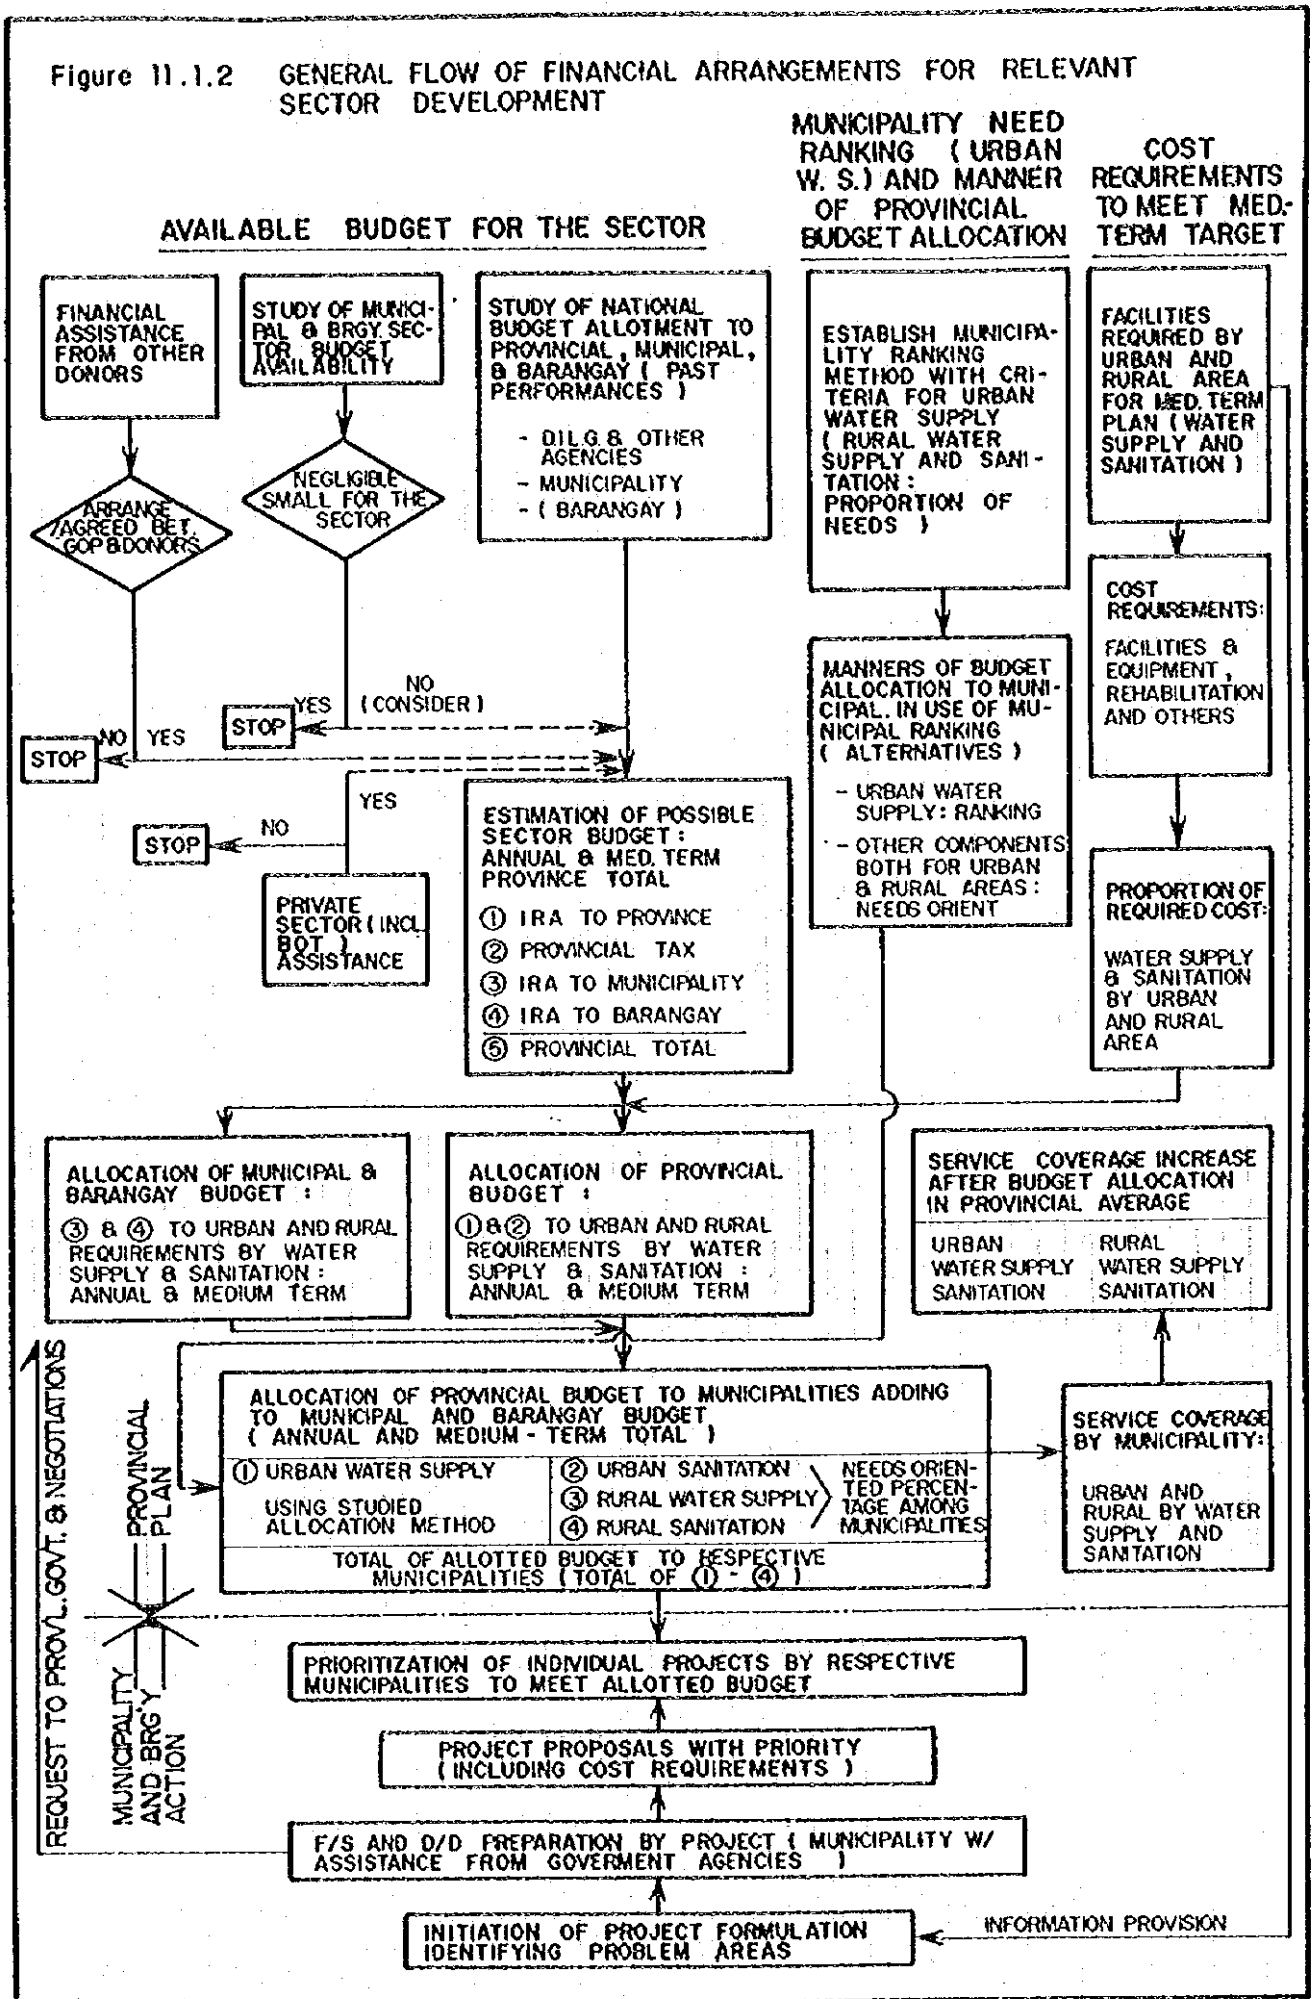 Figure 11.1.2 GENERAL FLOW OF FINANCIAL ARRANGEMENTS FOR RELEVANT
SECTOR DEVELOPMENT
AVAILABLE BUDGET FOR THE SECTOR
MUNICIPALITY NEED
RANKING ( URBAN
W. S.) AND MANNER
OF PROVINCIAL
BUDGET ALLOCATION
COST
REQUIREMENTS
TO MEET MED.-
TERM TARGET
FINANCIAL
ASSISTANCE
FROM OTHER
DONORS
STUDY OF MUNICI-
PAL & BRGY. SEC-
TOR BUDGET
AVAILABILITY
STUDY OF NATIONAL
BUDGET ALLOTMENT TO
PROVINCIAL, MUNICIPAL,
& BARANGAY ( PAST
PERFORMANCES )
- D.I.L.G. & OTHER
AGENCIES
- MUNICIPALITY
- ( BARANGAY )
ESTABLISH MUNICIPA-
LITY RANKING
METHOD WITH CRI-
TERIA FOR URBAN
WATER SUPPLY
( RURAL WATER
SUPPLY AND SANI-
TATION :
PROPORTION OF
NEEDS )
FACILITIES
REQUIRED BY
URBAN AND
RURAL AREA
FOR MED. TERM
PLAN ( WATER
SUPPLY AND
SANITATION )
ARRANGE
/AGREED BET.
GOP & DONORS
NEGLIGIBLE
SMALL FOR THE
SECTOR
COST
REQUIREMENTS:
FACILITIES &
EQUIPMENT,
REHABILITATION
AND OTHERS
MANNERS OF BUDGET
ALLOCATION TO MUNI-
CIPAL. IN USE OF MU-
NICIPAL RANKING
( ALTERNATIVES )
- URBAN WATER
SUPPLY: RANKING
- OTHER COMPONENTS
BOTH FOR URBAN
& RURAL AREAS :
NEEDS ORIENT
STOP
YES
NO
( CONSIDER )
STOP
NO
YES
YES
STOP
NO
PRIVATE
SECTOR ( INCL.
BOT )
ASSISTANCE
ESTIMATION OF POSSIBLE
SECTOR BUDGET :
ANNUAL & MED. TERM
PROVINCE TOTAL
① IRA TO PROVINCE
② PROVINCIAL TAX
③ IRA TO MUNICIPALITY
④ IRA TO BARANGAY
⑤ PROVINCIAL TOTAL
PROPORTION OF
REQUIRED COST:
WATER SUPPLY
& SANITATION
BY URBAN
AND RURAL
AREA
ALLOCATION OF MUNICIPAL &
BARANGAY BUDGET :
③ & ④ TO URBAN AND RURAL
REQUIREMENTS BY WATER
SUPPLY & SANITATION :
ANNUAL & MEDIUM TERM
ALLOCATION OF PROVINCIAL
BUDGET :
① & ② TO URBAN AND RURAL
REQUIREMENTS BY WATER
SUPPLY & SANITATION :
ANNUAL & MEDIUM TERM
SERVICE COVERAGE INCREASE
AFTER BUDGET ALLOCATION
IN PROVINCIAL AVERAGE
URBAN RURAL
WATER SUPPLY WATER SUPPLY
SANITATION SANITATION
ALLOCATION OF PROVINCIAL BUDGET TO MUNICIPALITIES ADDING
TO MUNICIPAL AND BARANGAY BUDGET
( ANNUAL AND MEDIUM - TERM TOTAL )
① URBAN WATER SUPPLY
USING STUDIED
ALLOCATION METHOD
② URBAN SANITATION
③ RURAL WATER SUPPLY
④ RURAL SANITATION
NEEDS ORIEN-
TED PERCEN-
TAGE AMONG
MUNICIPALITIES
TOTAL OF ALLOTTED BUDGET TO RESPECTIVE
MUNICIPALITIES ( TOTAL OF ① - ④ )
SERVICE COVERAGE
BY MUNICIPALITY:
URBAN AND
RURAL BY WATER
SUPPLY AND
SANITATION
REQUEST TO PROV'L. GOVT. & NEGOTIATIONS
PROVINCIAL
PLAN
MUNICIPALITY
AND BRG'Y
ACTION
PRIORITIZATION OF INDIVIDUAL PROJECTS BY RESPECTIVE
MUNICIPALITIES TO MEET ALLOTTED BUDGET
PROJECT PROPOSALS WITH PRIORITY
( INCLUDING COST REQUIREMENTS )
F/S AND D/D PREPARATION BY PROJECT ( MUNICIPALITY W/
ASSISTANCE FROM GOVERMENT AGENCIES )
INITIATION OF PROJECT FORMULATION
IDENTIFYING PROBLEM AREAS
INFORMATION PROVISION